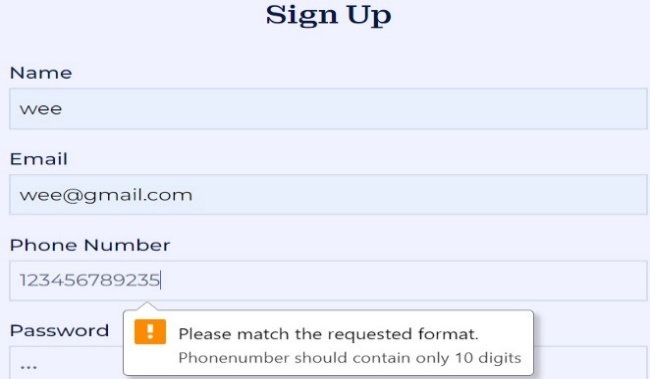 Sign Up
Name
wee
Email
wee@gmail.com
Phone Number
123456789235
Password
...
! Please match the requested format.
Phonenumber should contain only 10 digits